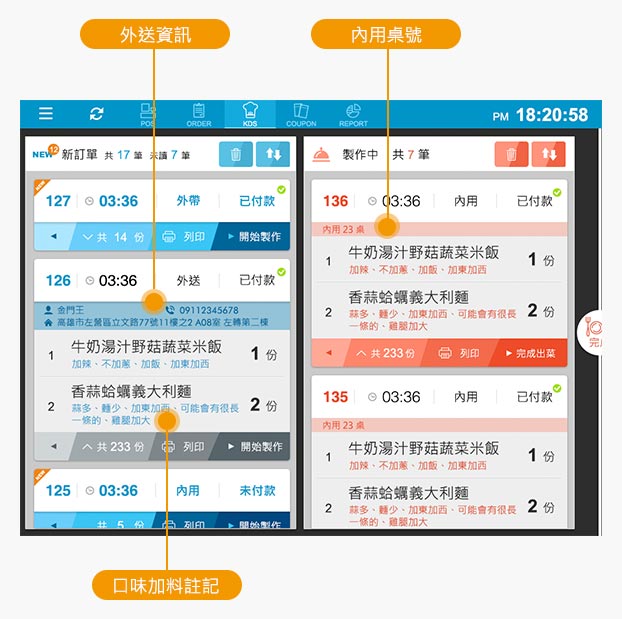 外送資訊
內用桌號
POS
ORDER
KDS
COUPON
REPORT
PM 18:20:58
NEW 12 新訂單 共 17 筆 未讀 7 筆
NEW
127 03:36 外帶 已付款
共 14 份 列印 開始製作
126 03:36 外送 已付款
金門王 09112345678
高雄市左營區立文路77號11樓之2 A08室 左轉第二棟
1 牛奶湯汁野菇蔬菜米飯 1 份
加辣、不加蔥、加飯、加東加西
2 香蒜蛤蠣義大利麵 2 份
蒜多、麵少、加東加西、可能會有很長
一條的、雞腿加大
共 233 份 列印 開始製作
NEW
125 03:36 內用 未付款
共 5 份 列印 開始製作
製作中 共 7 筆
136 03:36 內用 已付款
內用 23 桌
1 牛奶湯汁野菇蔬菜米飯 1 份
加辣、不加蔥、加飯、加東加西
2 香蒜蛤蠣義大利麵 2 份
蒜多、麵少、加東加西、可能會有很長
一條的、雞腿加大
共 233 份 列印 完成出菜
135 03:36 內用 已付款
內用 23 桌
1 牛奶湯汁野菇蔬菜米飯 1 份
加辣、不加蔥、加飯、加東加西
2 香蒜蛤蠣義大利麵 2 份
蒜多、麵少、加東加西、可能會有很長
一條的、雞腿加大
口味加料註記